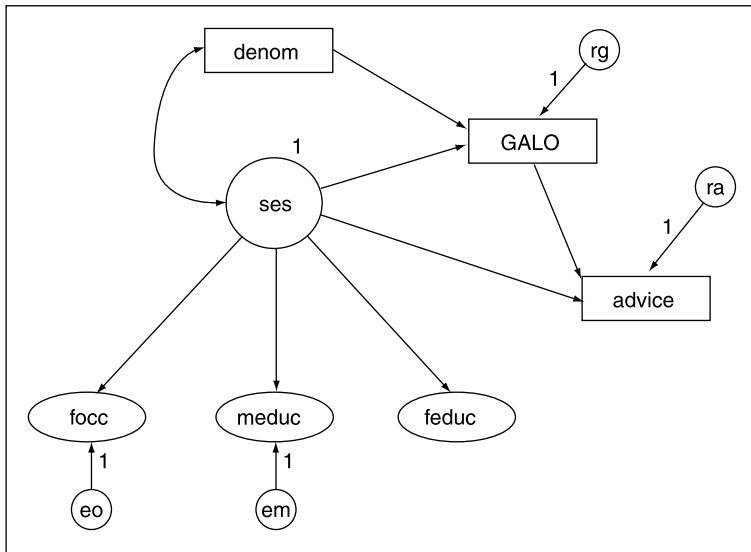 denom
rg
1
GALO
1
ses
ra
1
advice
focc
meduc
feduc
1
1
eo
em